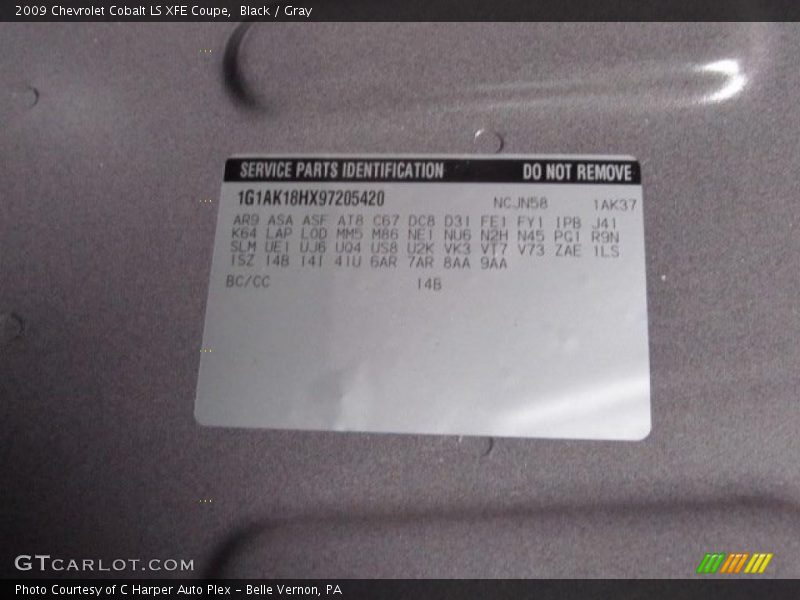 2009 Chevrolet Cobalt LS XFE Coupe, Black / Gray
SERVICE PARTS IDENTIFICATION DO NOT REMOVE
1G1AK18HX97205420 NCJN58 1AK37
AR9 ASA ASF AT8 C67 DC8 D31 FE1 FY1 IPB J41
K64 LAP LOD MM5 M86 NE1 NU6 N2H N45 PG1 R9N
SLM UE1 UJ6 UQ4 US8 U2K VK3 VT7 V73 ZAE 1LS
1SZ 14B 14I 41U 6AR 7AR 8AA 9AA
BC/CC 14B
GTCARLOT.COM
Photo Courtesy of C Harper Auto Plex - Belle Vernon, PA